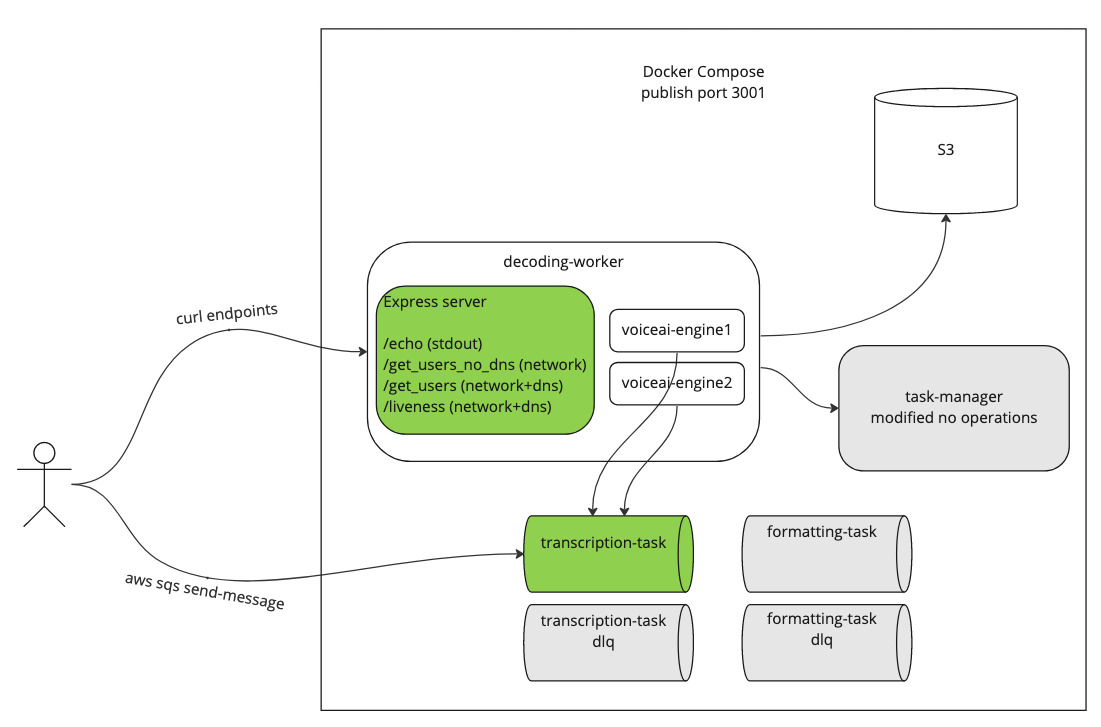 Docker Compose
publish port 3001
S3
decoding-worker
Express server
/echo (stdout)
/get_users_no_dns (network)
/get_users (network+dns)
/liveness (network+dns)
voiceai-engine1
voiceai-engine2
curl endpoints
task-manager
modified no operations
aws sqs send-message
transcription-task
formatting-task
transcription-task
dlq
formatting-task
dlq